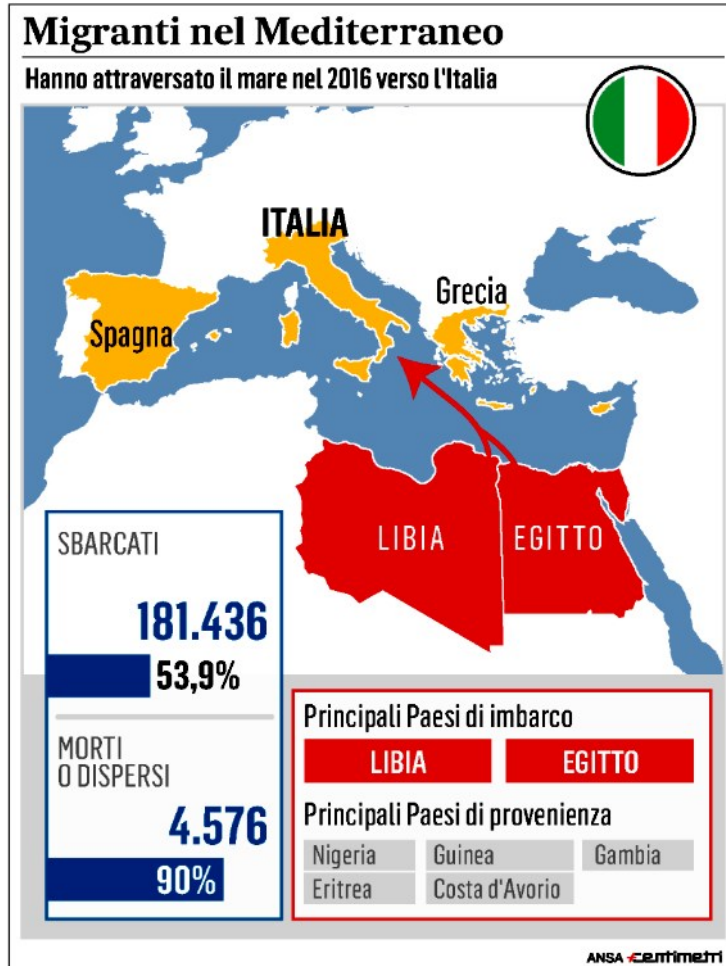 Migranti nel Mediterraneo
Hanno attraversato il mare nel 2016 verso l'Italia
ITALIA
Grecia
Spagna
LIBIA
EGITTO
SBARCATI
181.436
53,9%
MORTI
O DISPERSI
4.576
90%
Principali Paesi di imbarco
LIBIA
EGITTO
Principali Paesi di provenienza
Nigeria
Guinea
Gambia
Eritrea
Costa d'Avorio
ANSA centimetri